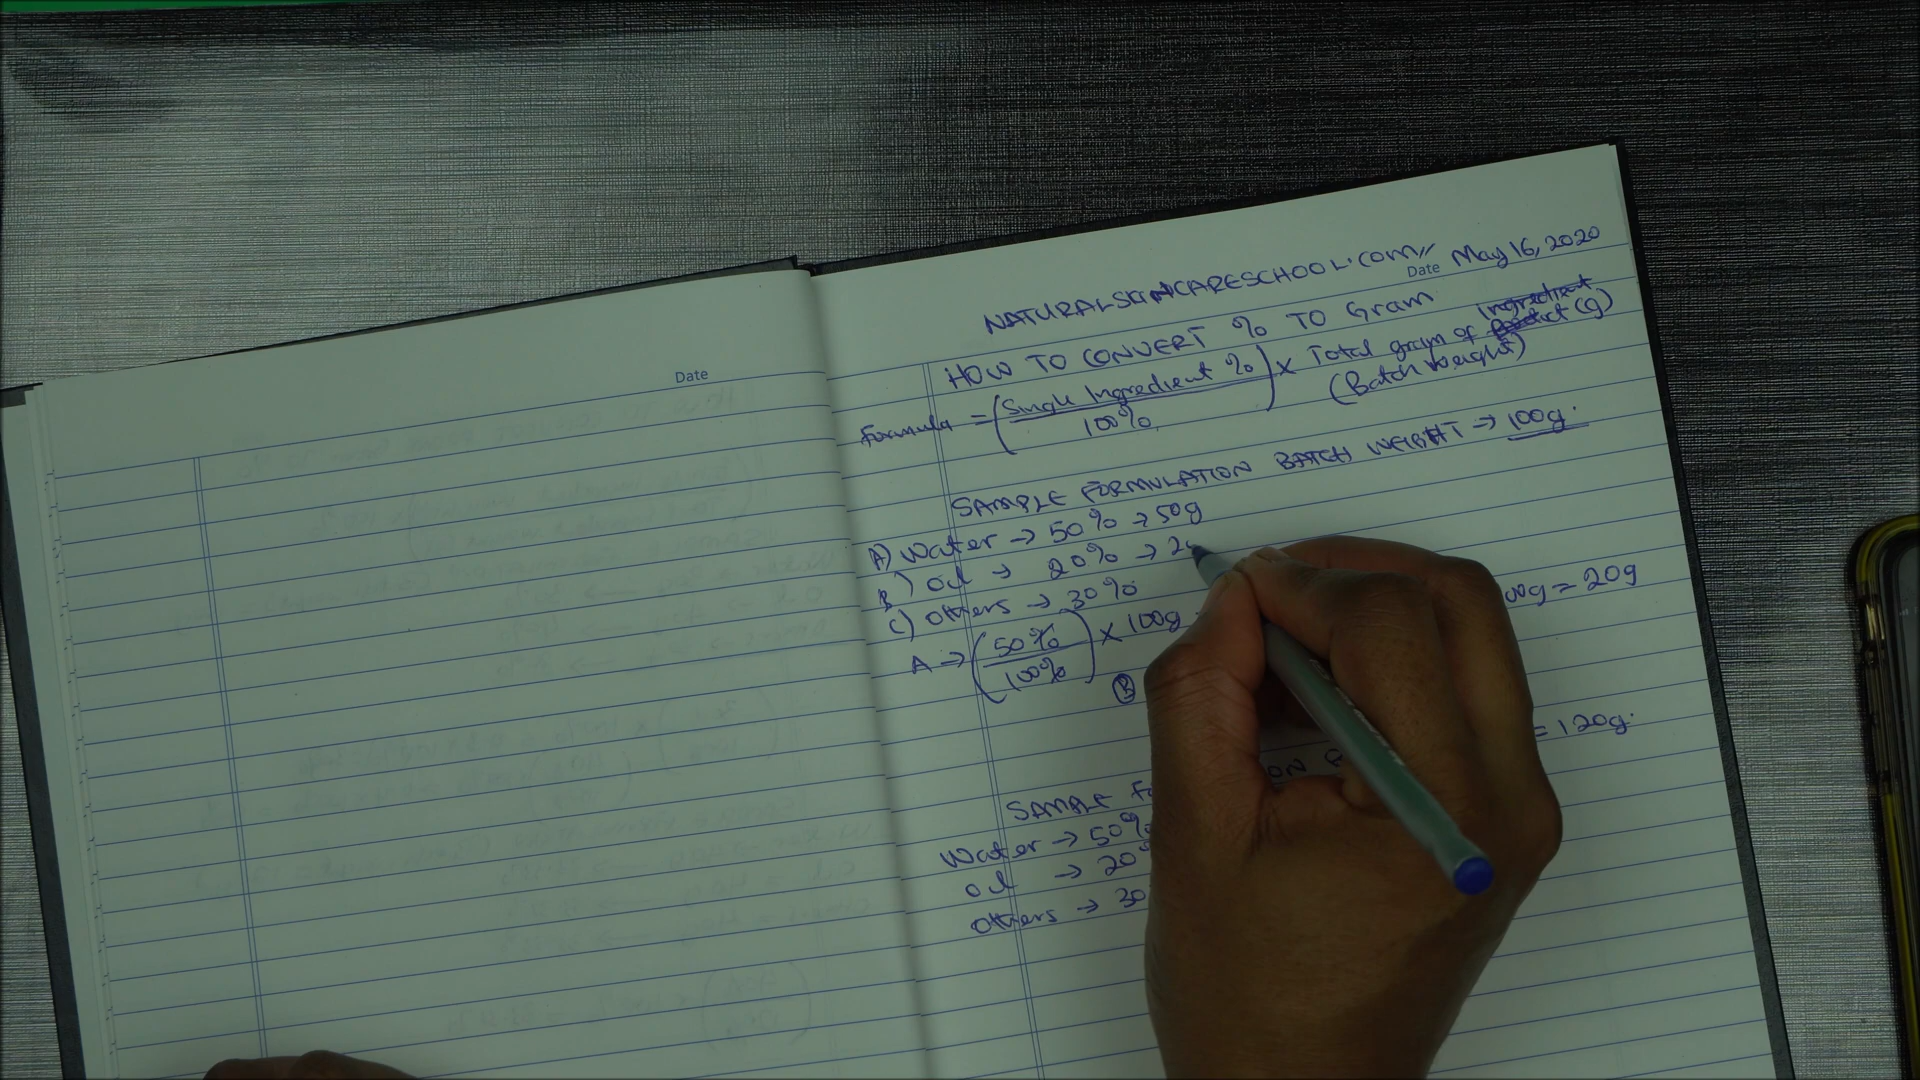 Date
NATURALSKINCARESCHOOL.COM
Date May 16, 2020
HOW TO CONVERT % TO Gram
Formula = (Single Ingredient % / 100%) × Total gram of ingredient (g)
(Batch weight)
SAMPLE FORMULATION BATCH WEIGHT → 100g.
A) Water → 50% → 50g
B) Oil → 20% → 2
C) Others → 30%
A → (50% / 100%) × 100g
00g = 20g
B
SAMPLE = 120g.
Water → 50%
Oil → 20
Others → 30